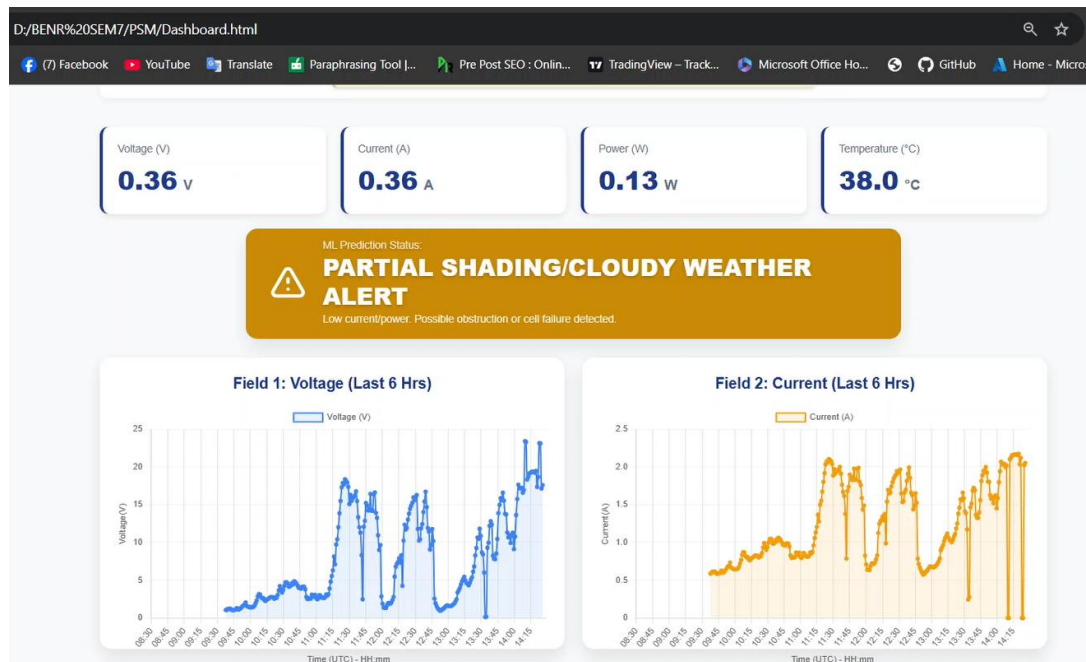 D:/BENR%20SEM7/PSM/Dashboard.html
(7) Facebook YouTube Translate Paraphrasing Tool |... Pre Post SEO : Onlin... TradingView – Track... Microsoft Office Ho... GitHub Home - Micros
Voltage (V) Current (A) Power (W) Temperature (°C)
0.36 V 0.36 A 0.13 W 38.0 °C
ML Prediction Status:
PARTIAL SHADING/CLOUDY WEATHER
ALERT
Low current/power. Possible obstruction or cell failure detected.
Field 1: Voltage (Last 6 Hrs)
Voltage (V)
25
20
15
10
5
0
Voltage(V)
08:30 08:45 09:00 09:15 09:30 09:45 10:00 10:15 10:30 10:45 11:00 11:15 11:30 11:45 12:00 12:15 12:30 12:45 13:00 13:15 13:30 13:45 14:00 14:15
Time (UTC) - HH:mm
Field 2: Current (Last 6 Hrs)
Current (A)
2.5
2.0
1.5
1.0
0.5
0
Current(A)
08:30 08:45 09:00 09:15 09:30 09:45 10:00 10:15 10:30 10:45 11:00 11:15 11:30 11:45 12:00 12:15 12:30 12:45 13:00 13:15 13:30 13:45 14:00 14:15
Time (UTC) - HH:mm